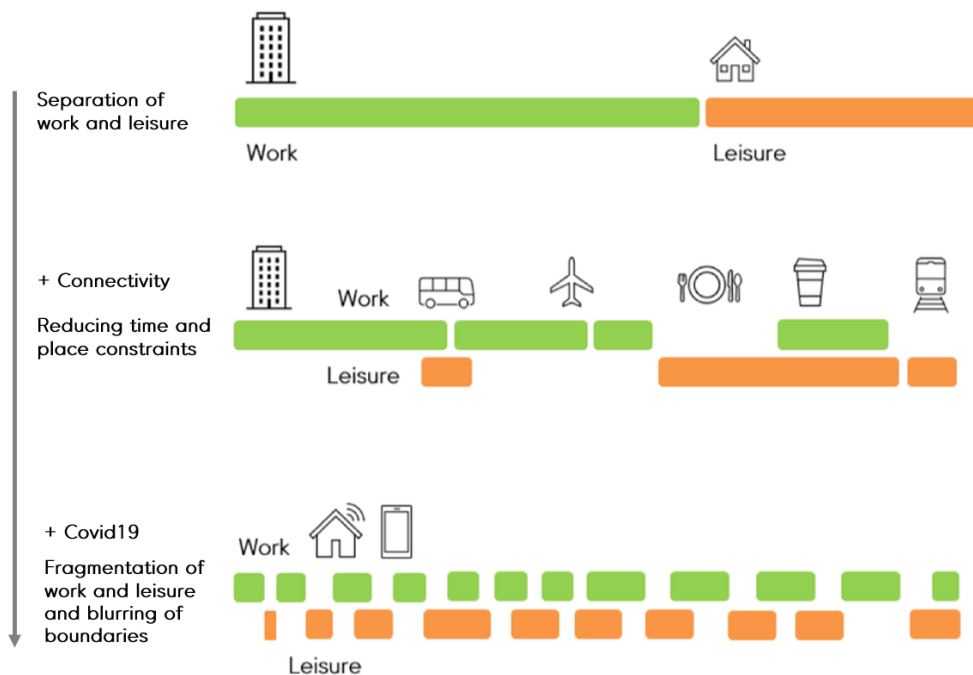 Separation of
work and leisure
Work
Leisure
+ Connectivity
Work
Reducing time and
place constraints
Leisure
+ Covid19
Work
Fragmentation of
work and leisure
and blurring of
boundaries
Leisure